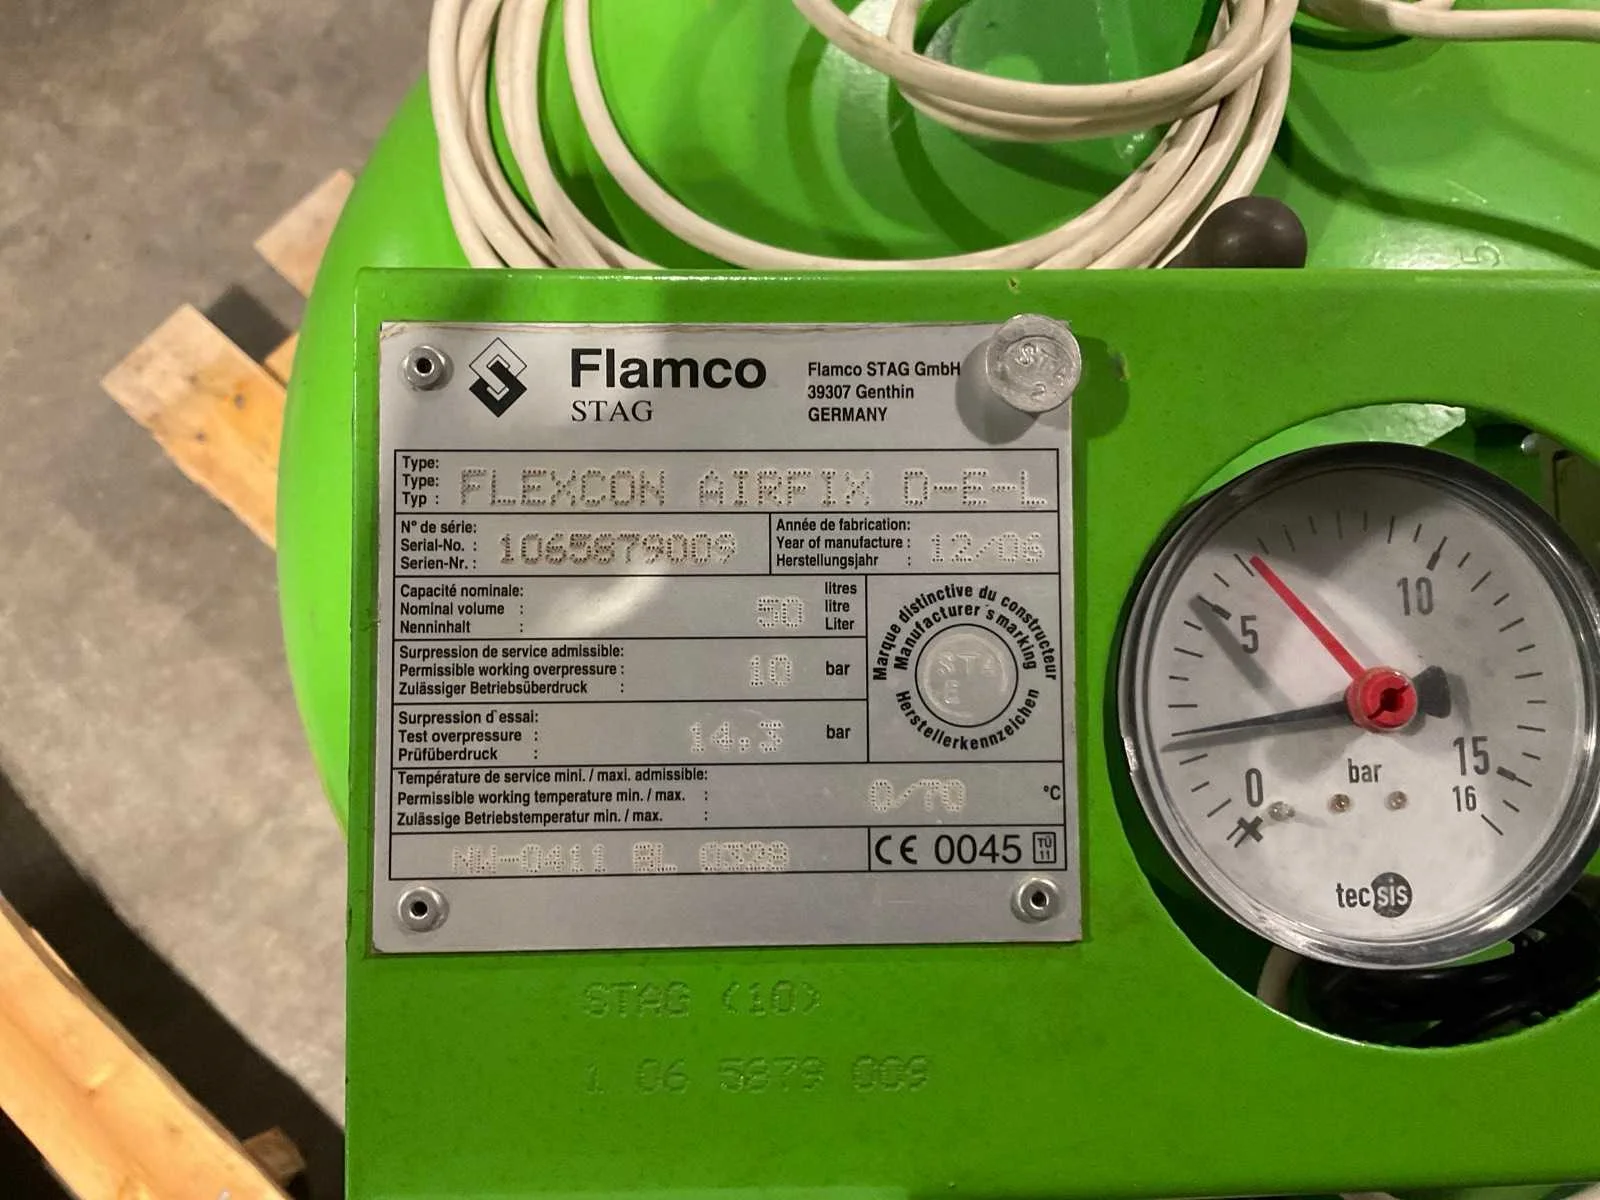 Flamco
STAG
Flamco STAG GmbH
39307 Genthin
GERMANY
Type:
Type:
Typ : FLEXCON AIRFIX D-E-L
N° de série:
Serial-No. : 1065879009
Serien-Nr. :
Année de fabrication:
Year of manufacture : 12/06
Herstellungsjahr :
Capacité nominale: litres
Nominal volume : 50 litre
Nenninhalt : Liter
Surpression de service admissible:
Permissible working overpressure : 10 bar
Zulässiger Betriebsüberdruck :
Surpression d'essai:
Test overpressure : 14.3 bar
Prüfüberdruck :
Marque distinctive du constructeur
Manufacturer's marking
Herstellerkennzeichen
Température de service mini. / maxi. admissible:
Permissible working temperature min. / max. : 0/70 °C
Zulässige Betriebstemperatur min. / max. :
NW-0411 BL 0328
CE 0045 TÜ 11
STAG (10)
1 06 5879 009
0
5
10
15
16
bar
tecsis
5